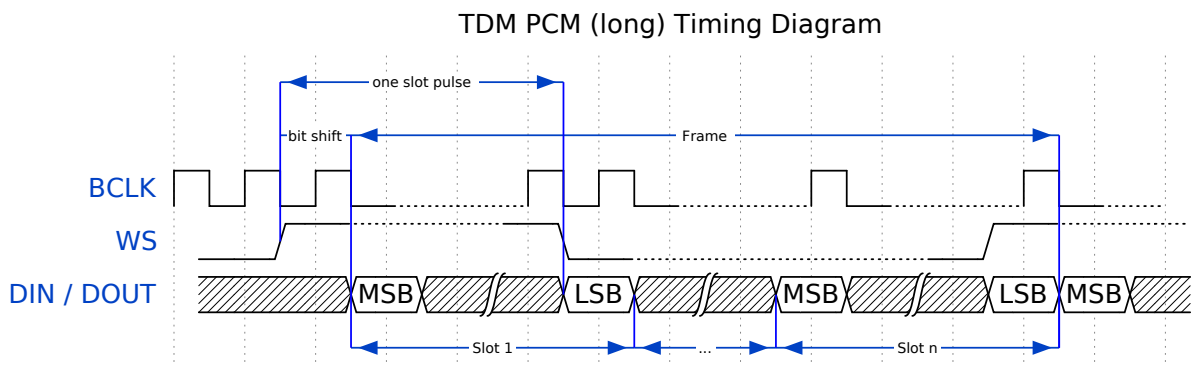 TDM PCM (long) Timing Diagram
one slot pulse
bit shift
Frame
BCLK
WS
DIN / DOUT
MSB
LSB
MSB
LSB
MSB
Slot 1
...
Slot n